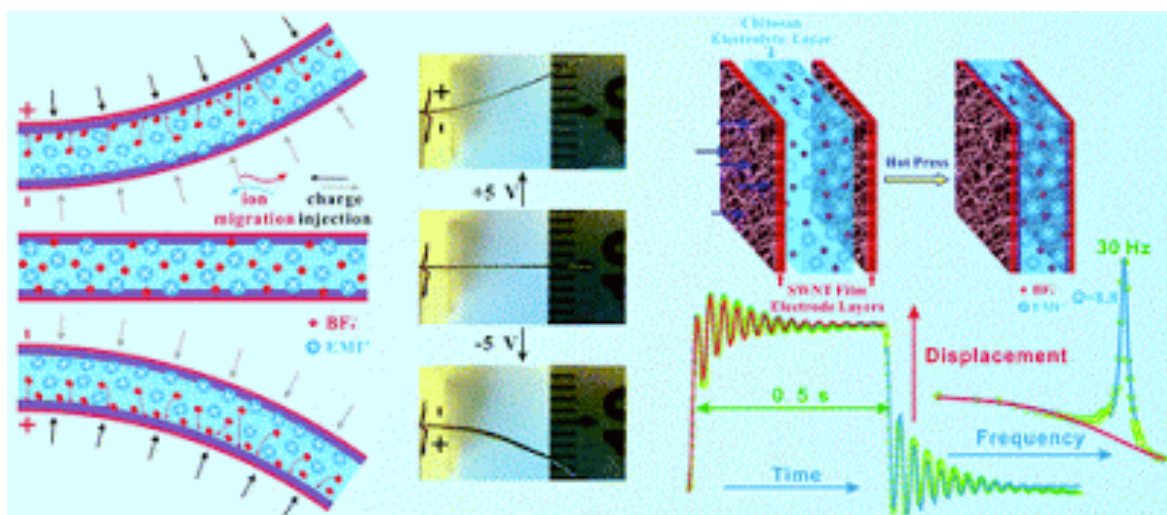 +
-
ion
migration
charge
injection
BF₄⁻
EMI⁺
-
+
+
-
+5 V
-5 V
-
+
Chitosan
Electrolyte Layer
Hot Press
SWNT Film
Electrode Layers
BF₄⁻
EMI⁺
30 Hz
Displacement
0. 5 s
Frequency
Time